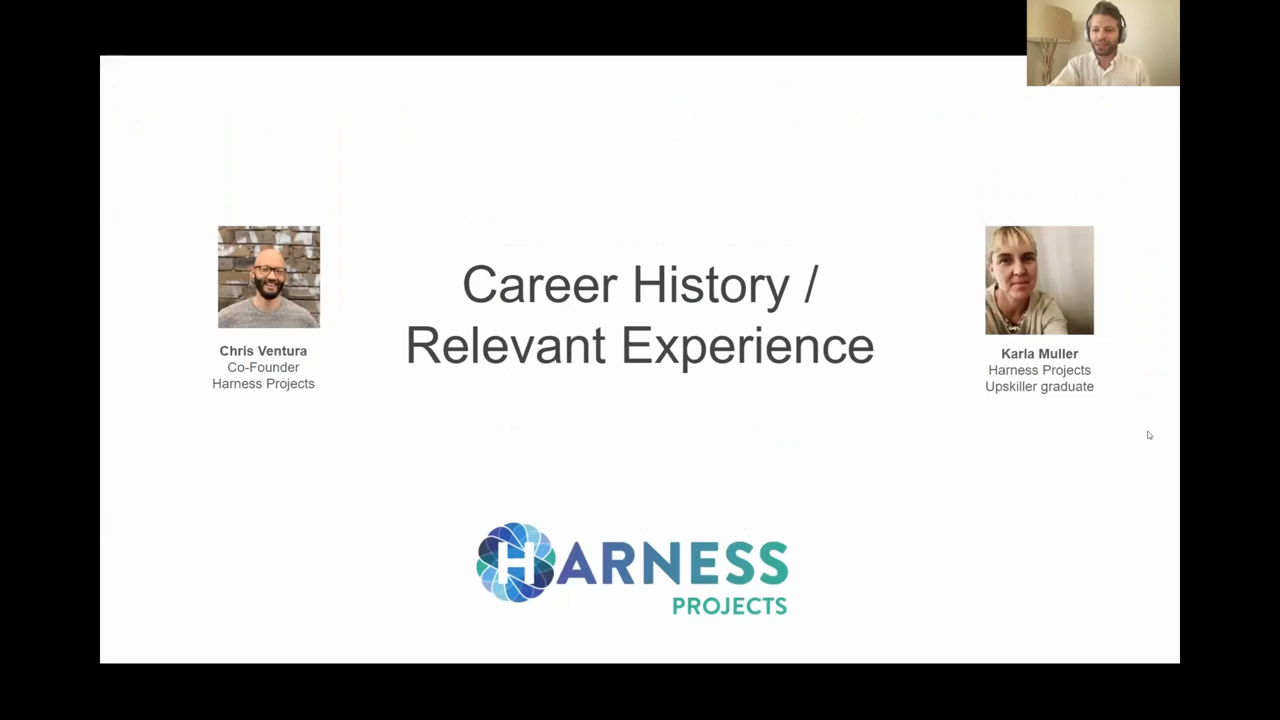 Career History /
Relevant Experience
Chris Ventura
Co-Founder
Harness Projects
Karla Muller
Harness Projects
Upskiller graduate
HARNESS
PROJECTS